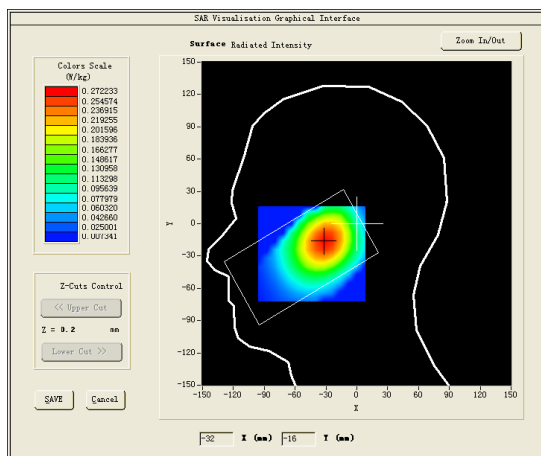 SAR Visualisation Graphical Interface
Surface Radiated Intensity
Zoom In/Out
Colors Scale
(W/kg)
0.272233
0.254574
0.236915
0.219255
0.201596
0.183936
0.166277
0.148617
0.130958
0.113298
0.095639
0.077979
0.060320
0.042660
0.025001
0.007341
Z-Cuts Control
<< Upper Cut
Z = 0.2 mm
Lower Cut >>
SAVE
Cancel
150
120
90
60
30
0
-30
-60
-90
-120
-150
Y
-150 -120 -90 -60 -30 0 30 60 90 120 150
X
-32 X (mm) -16 Y (mm)